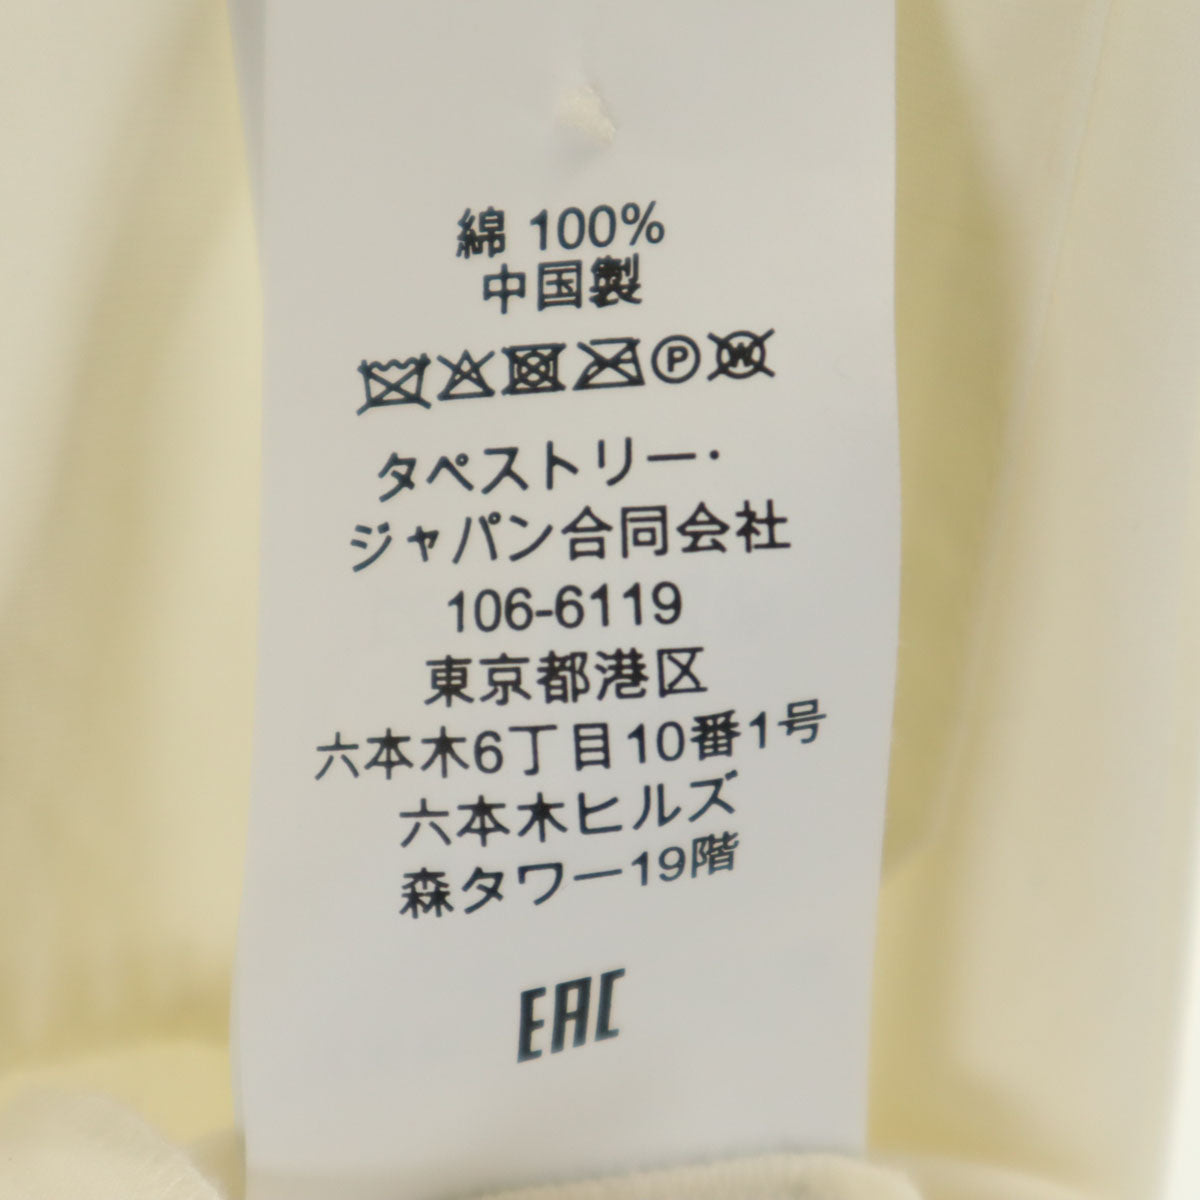 綿 100%
中国製
P W
タペストリー・
ジャパン合同会社
106-6119
東京都港区
六本木6丁目10番1号
六本木ヒルズ
森タワー19階
EAC